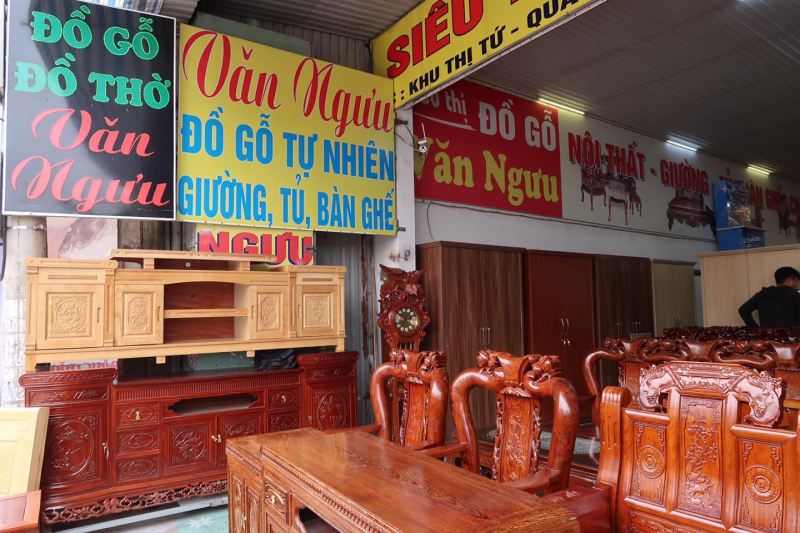 ĐỒ GỖ
ĐỒ THỜ
Văn
Ngưu
Văn Ngưu
ĐỒ GỖ TỰ NHIÊN
GIƯỜNG, TỦ, BÀN GHẾ
NGƯU
SIÊU
: KHU THỊ TỨ - QUA
thị ĐỒ GỖ
Văn Ngưu
NỘI THẤT - GIƯỜNG